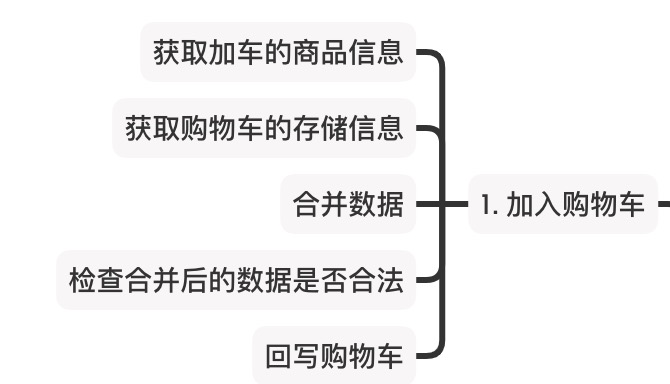 获取加车的商品信息
获取购物车的存储信息
合并数据
1. 加入购物车
检查合并后的数据是否合法
回写购物车